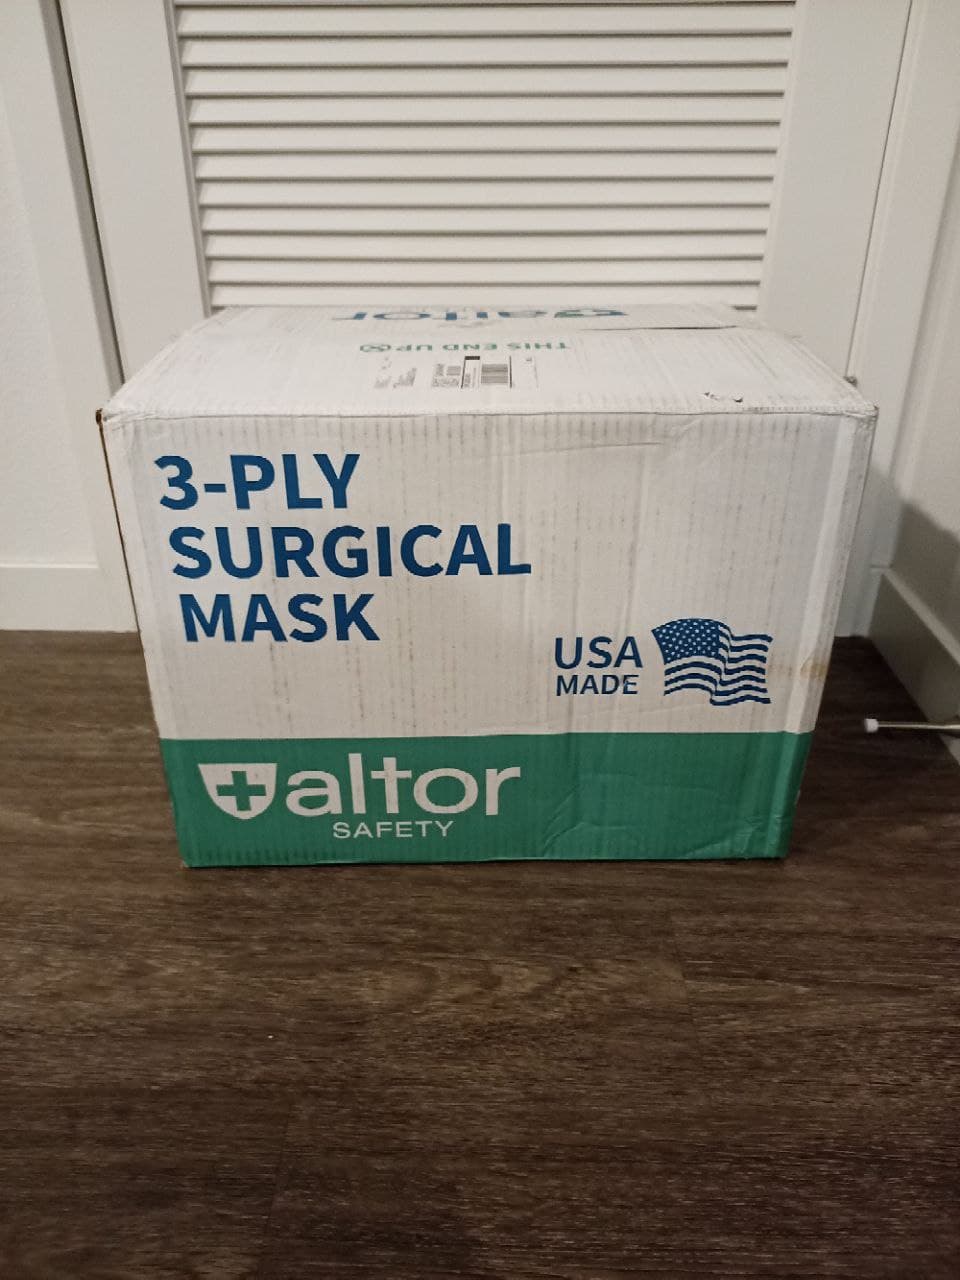 altor
THIS END UP
3-PLY
SURGICAL
MASK
USA
MADE
altor
SAFETY